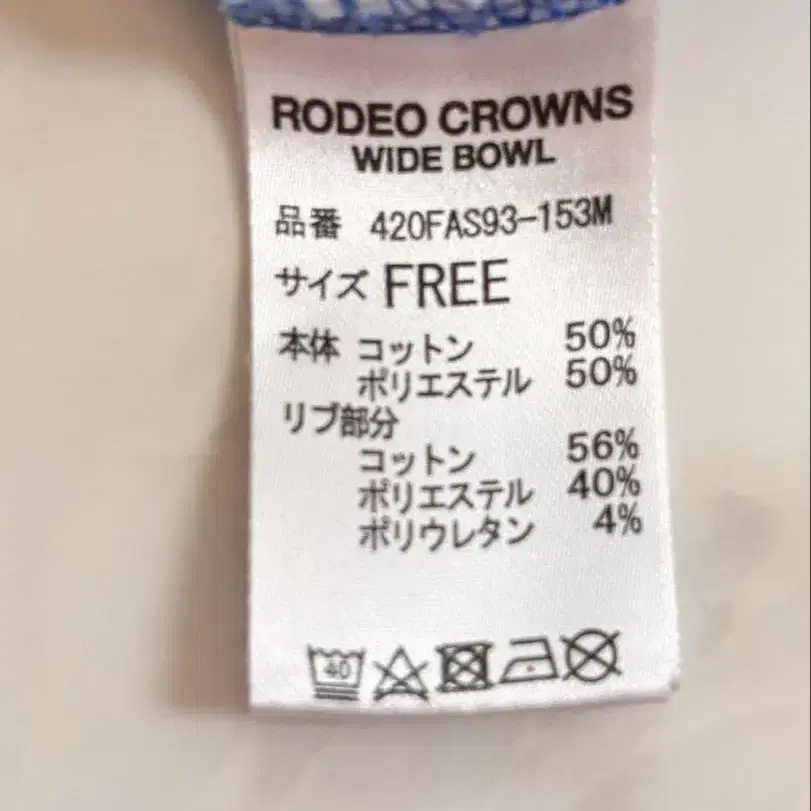 RODEO CROWNS
WIDE BOWL
品番 420FAS93-153M
サイズ FREE
本体 コットン 50%
ポリエステル 50%
リブ部分
コットン 56%
ポリエステル 40%
ポリウレタン 4%
40